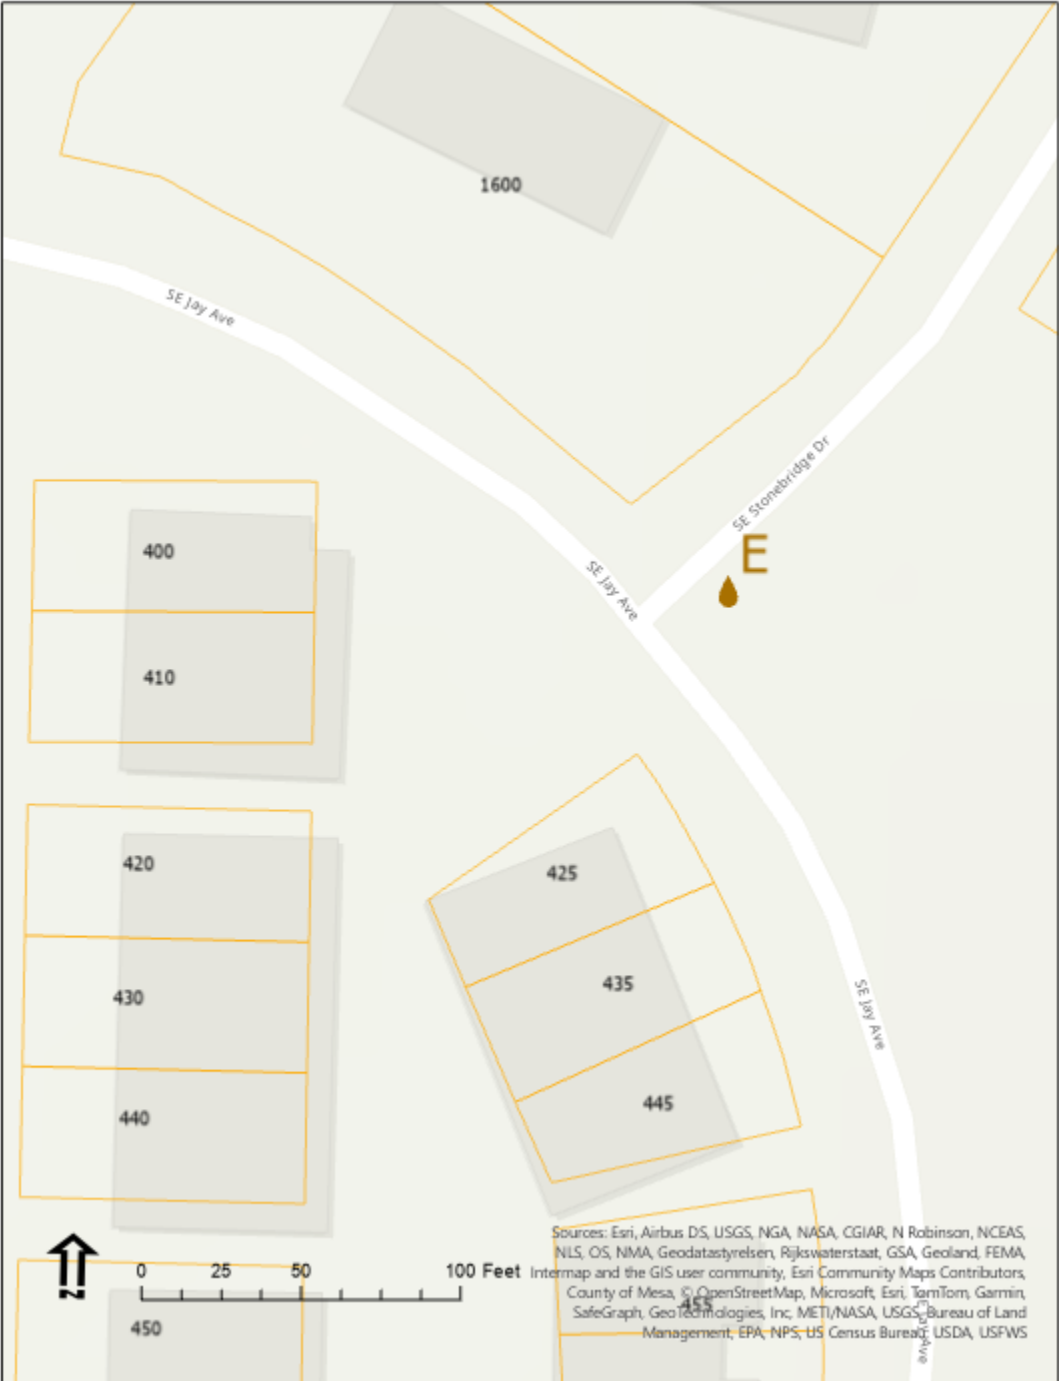 1600
SE Jay Ave
SE Stonebridge Dr
E
400
SE Jay Ave
410
420
425
430
435
SE Jay Ave
440
445
N
0 25 50 100 Feet
450
455
Sources: Esri, Airbus DS, USGS, NGA, NASA, CGIAR, N Robinson, NCEAS,
NLS, OS, NMA, Geodatastyrelsen, Rijkswaterstaat, GSA, Geoland, FEMA,
Intermap and the GIS user community, Esri Community Maps Contributors,
County of Mesa, © OpenStreetMap, Microsoft, Esri, TomTom, Garmin,
SafeGraph, GeoTechnologies, Inc, METI/NASA, USGS, Bureau of Land
Management, EPA, NPS, US Census Bureau, USDA, USFWS